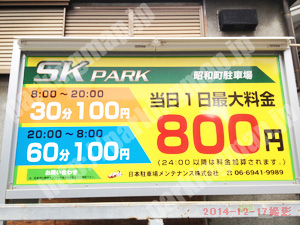 SK PARK
昭和町駐車場
8:00～20:00
30分100円
20:00～8:00
60分100円
当日1日最大料金
800円
(24:00以降は料金加算されます。)
お問い合わせ
日本駐車場メンテナンス株式会社 ☎06-6941-9989
2014-12-17撮影